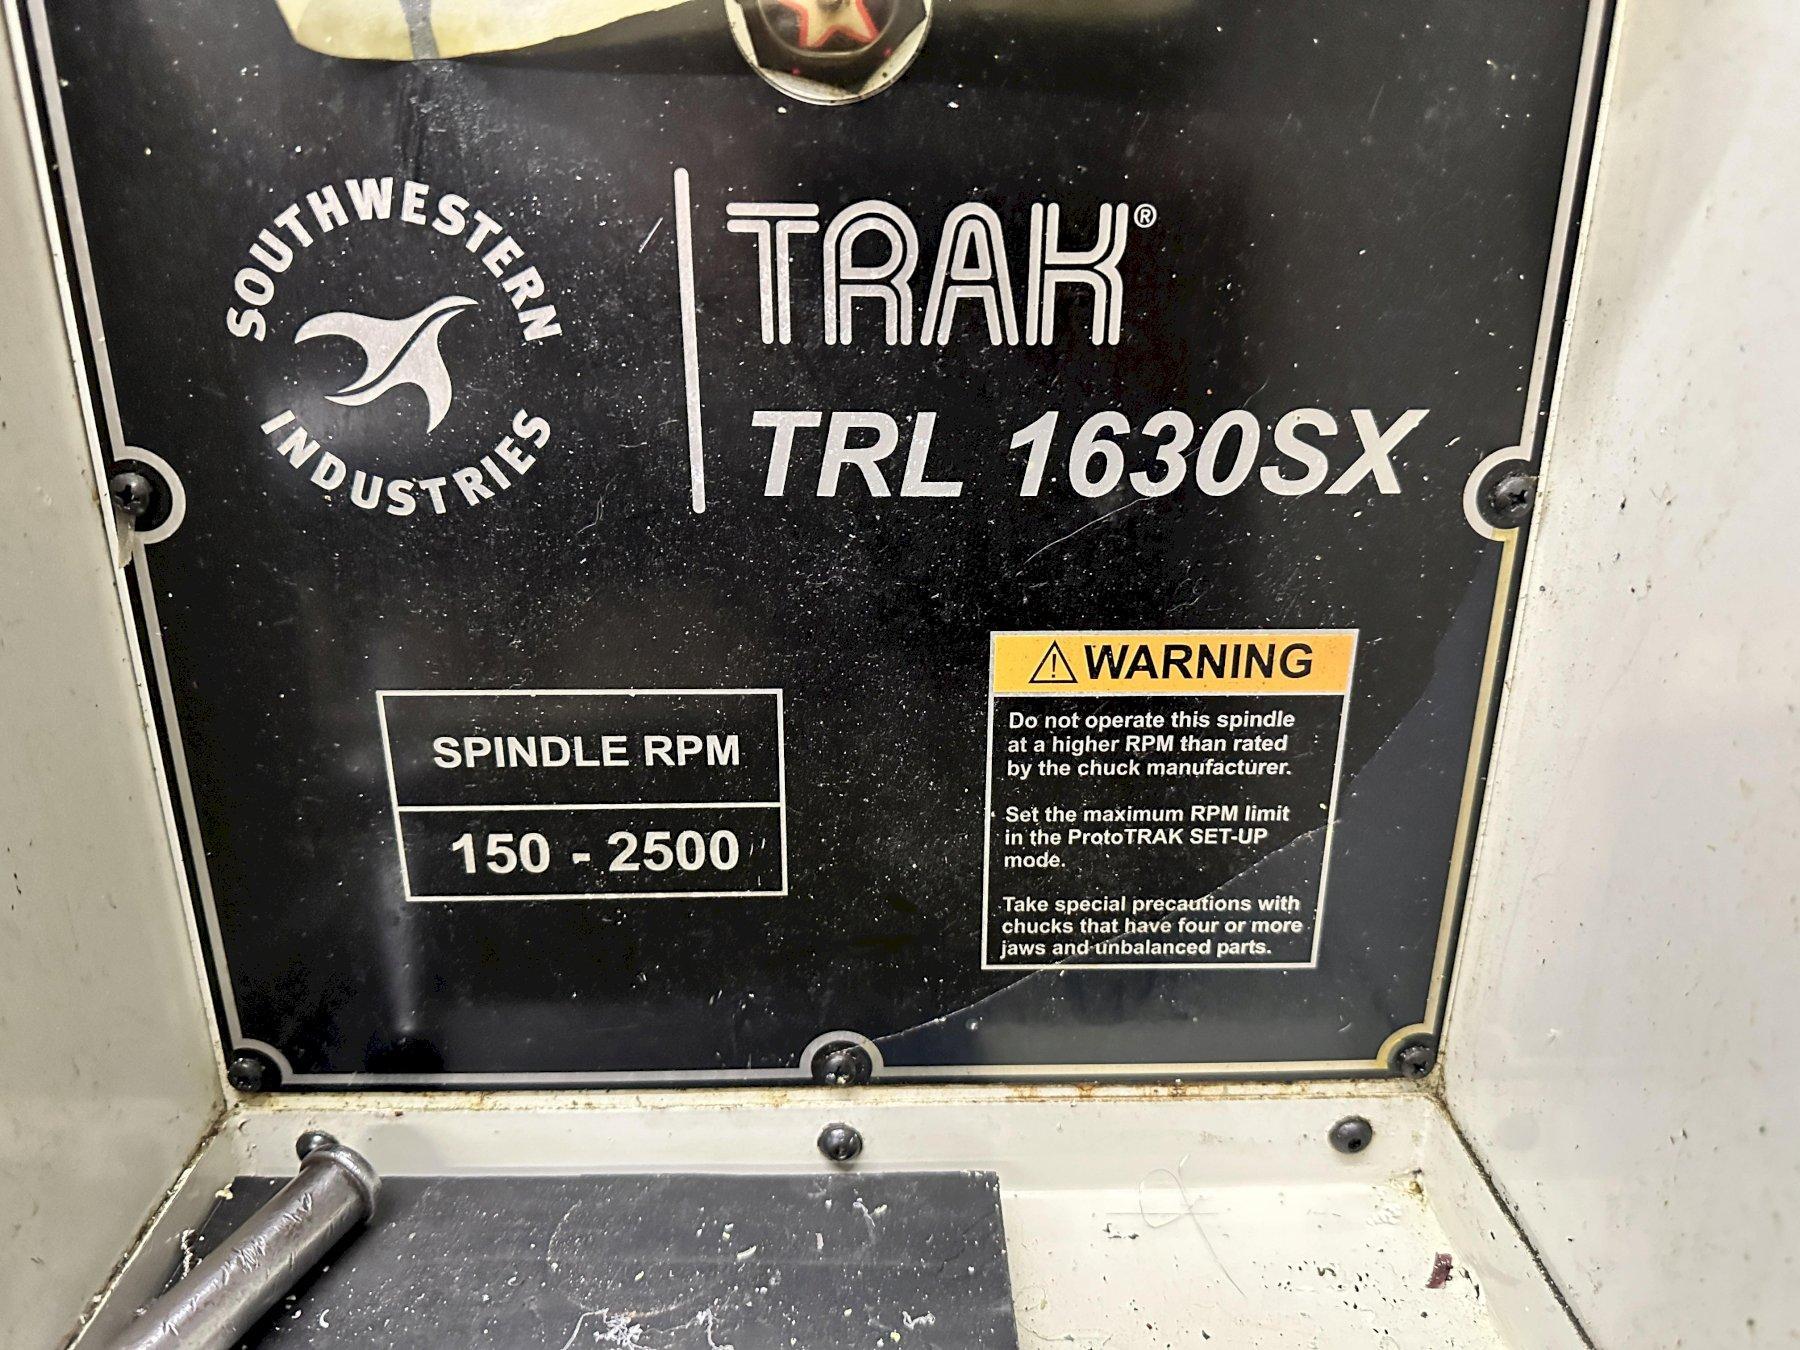 SOUTHWESTERN
INDUSTRIES
TRAK®
TRL 1630SX
SPINDLE RPM
150 - 2500
WARNING
Do not operate this spindle
at a higher RPM than rated
by the chuck manufacturer.
Set the maximum RPM limit
in the ProtoTRAK SET-UP
mode.
Take special precautions with
chucks that have four or more
jaws and unbalanced parts.